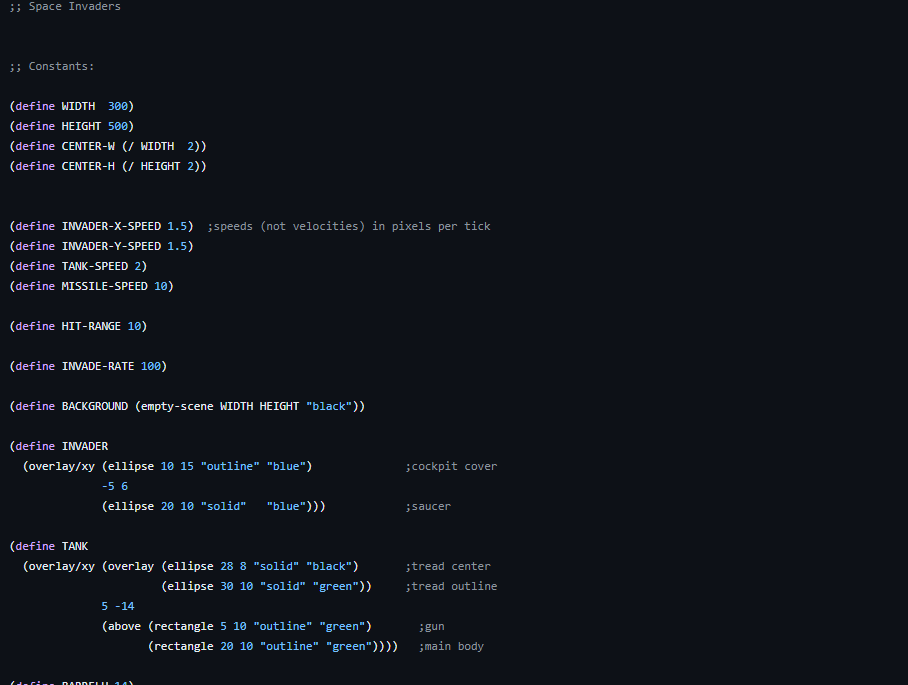 ;; Space Invaders
;; Constants:
(define WIDTH  300)
(define HEIGHT 500)
(define CENTER-W (/ WIDTH  2))
(define CENTER-H (/ HEIGHT 2))
(define INVADER-X-SPEED 1.5)  ;speeds (not velocities) in pixels per tick
(define INVADER-Y-SPEED 1.5)
(define TANK-SPEED 2)
(define MISSILE-SPEED 10)
(define HIT-RANGE 10)
(define INVADE-RATE 100)
(define BACKGROUND (empty-scene WIDTH HEIGHT "black"))
(define INVADER
  (overlay/xy (ellipse 10 15 "outline" "blue")              ;cockpit cover
              -5 6
              (ellipse 20 10 "solid"   "blue")))            ;saucer
(define TANK
  (overlay/xy (overlay (ellipse 28 8 "solid" "black")       ;tread center
                       (ellipse 30 10 "solid" "green"))     ;tread outline
              5 -14
              (above (rectangle 5 10 "outline" "green")       ;gun
                     (rectangle 20 10 "outline" "green"))))   ;main body